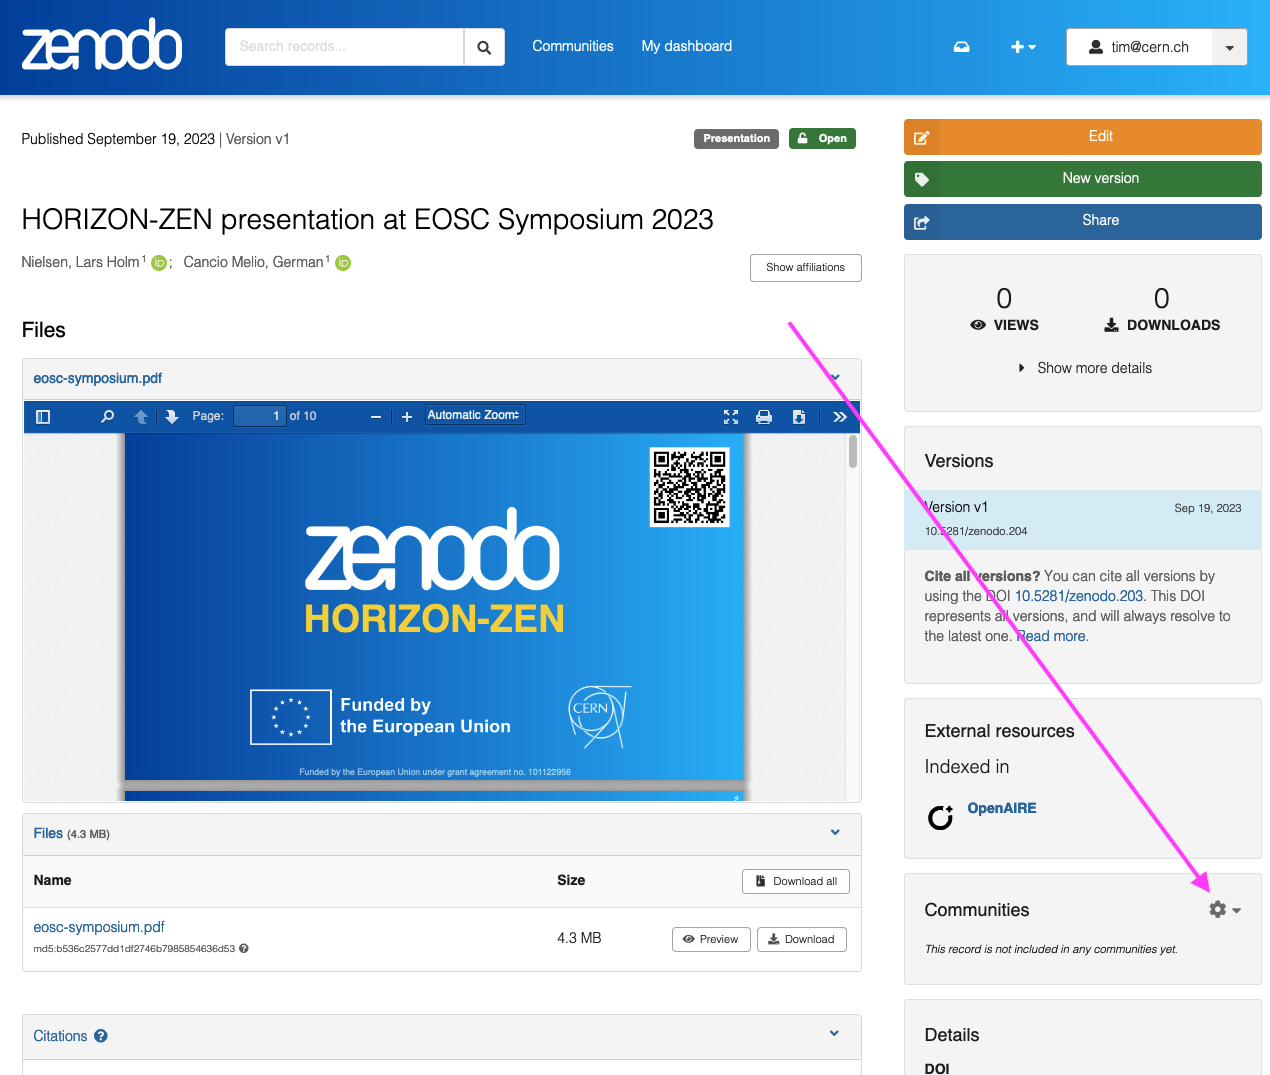 zenodo
Search records...
Communities
My dashboard
tim@cern.ch
Published September 19, 2023 | Version v1
Presentation
Open
HORIZON-ZEN presentation at EOSC Symposium 2023
Nielsen, Lars Holm1 iD; Cancio Melio, German1 iD
Show affiliations
Files
eosc-symposium.pdf
Page: 1 of 10
Automatic Zoom
zenodo
HORIZON-ZEN
Funded by
the European Union
CERN
Funded by the European Union under grant agreement no. 101122956
2
Files (4.3 MB)
Name
Size
Download all
eosc-symposium.pdf
md5:b536c2577dd1df2746b7985854636d53
4.3 MB
Preview
Download
Citations
Edit
New version
Share
0
VIEWS
0
DOWNLOADS
Show more details
Versions
Version v1
Sep 19, 2023
10.5281/zenodo.204
Cite all versions? You can cite all versions by
using the DOI 10.5281/zenodo.203. This DOI
represents all versions, and will always resolve to
the latest one. Read more.
External resources
Indexed in
OpenAIRE
Communities
This record is not included in any communities yet.
Details
DOI